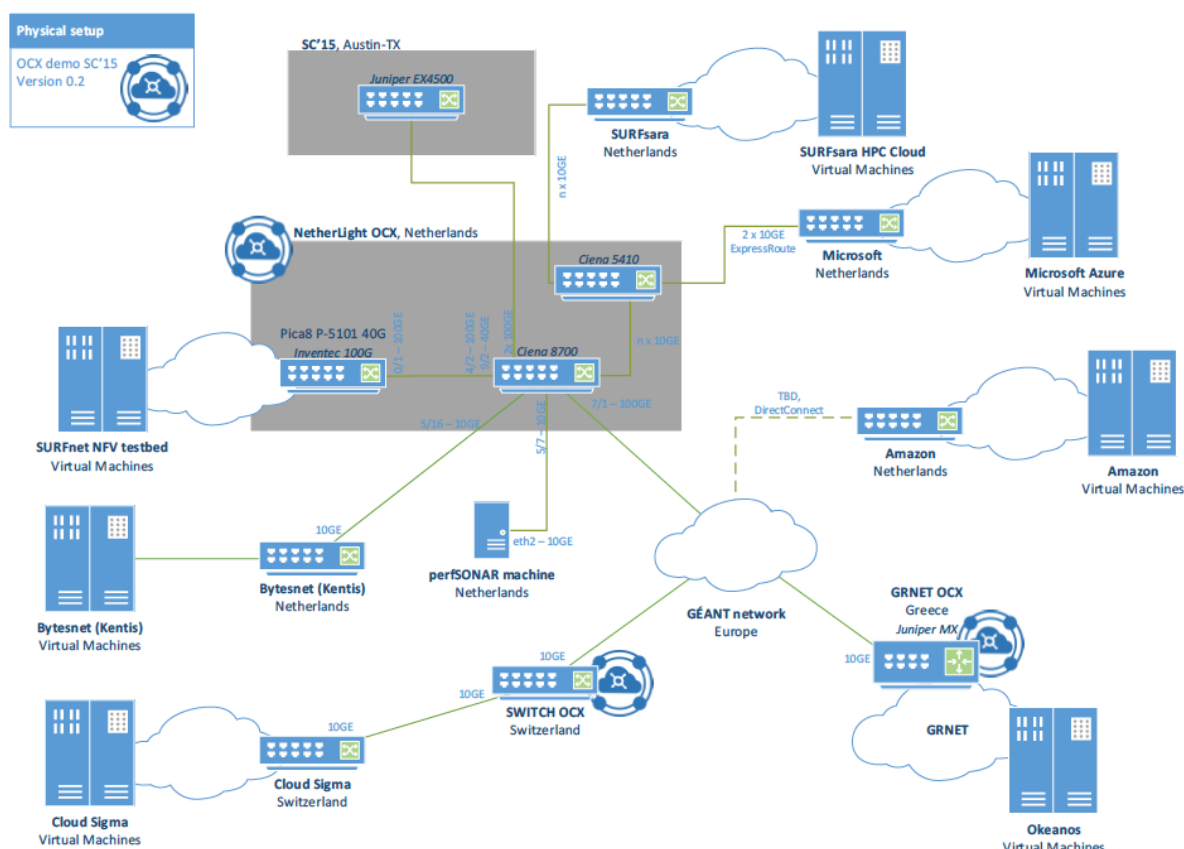 Physical setup
OCX demo SC'15
Version 0.2
SC'15, Austin-TX
Juniper EX4500
SURFsara
Netherlands
SURFsara HPC Cloud
Virtual Machines
n x 10GE
NetherLight OCX, Netherlands
Ciena 5410
2 x 10GE
ExpressRoute
Microsoft
Netherlands
Microsoft Azure
Virtual Machines
Pica8 P-5101 40G
Inventec 100G
0/1 – 100GE
4/2 – 100GE
9/2 – 40GE
2x 100GE
Ciena 8700
n x 10GE
SURFnet NFV testbed
Virtual Machines
5/16 – 10GE
5/7 – 10GE
7/1 – 100GE
TBD,
DirectConnect
Amazon
Netherlands
Amazon
Virtual Machines
10GE
Bytesnet (Kentis)
Netherlands
Bytesnet (Kentis)
Virtual Machines
eth2 – 10GE
perfSONAR machine
Netherlands
GÉANT network
Europe
GRNET OCX
Greece
Juniper MX
10GE
10GE
10GE
SWITCH OCX
Switzerland
GRNET
10GE
Cloud Sigma
Switzerland
Cloud Sigma
Virtual Machines
Okeanos
Virtual Machines